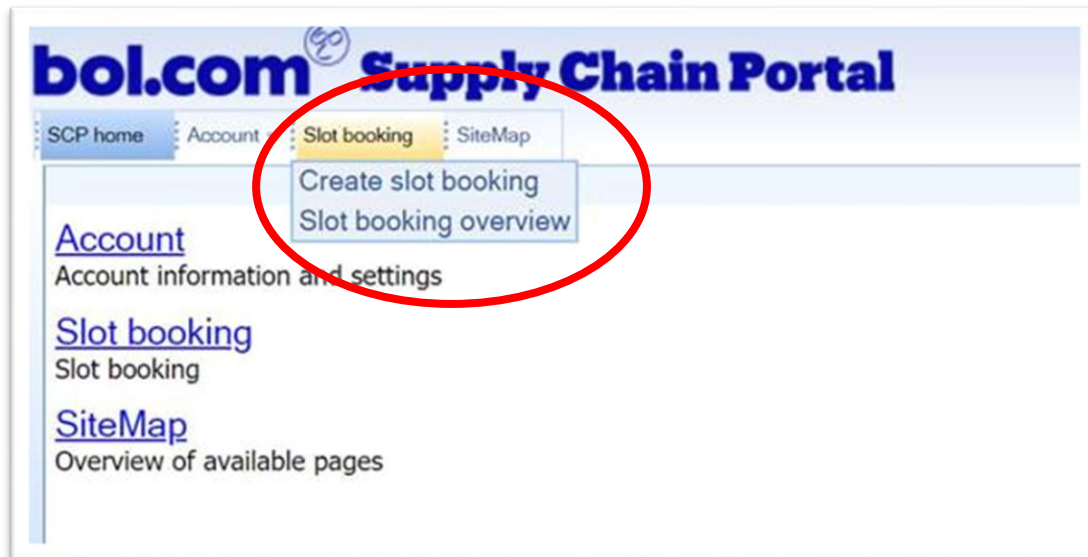 bol.com go Supply Chain Portal
SCP home Account Slot booking SiteMap
Create slot booking
Slot booking overview
Account
Account information and settings
Slot booking
Slot booking
SiteMap
Overview of available pages